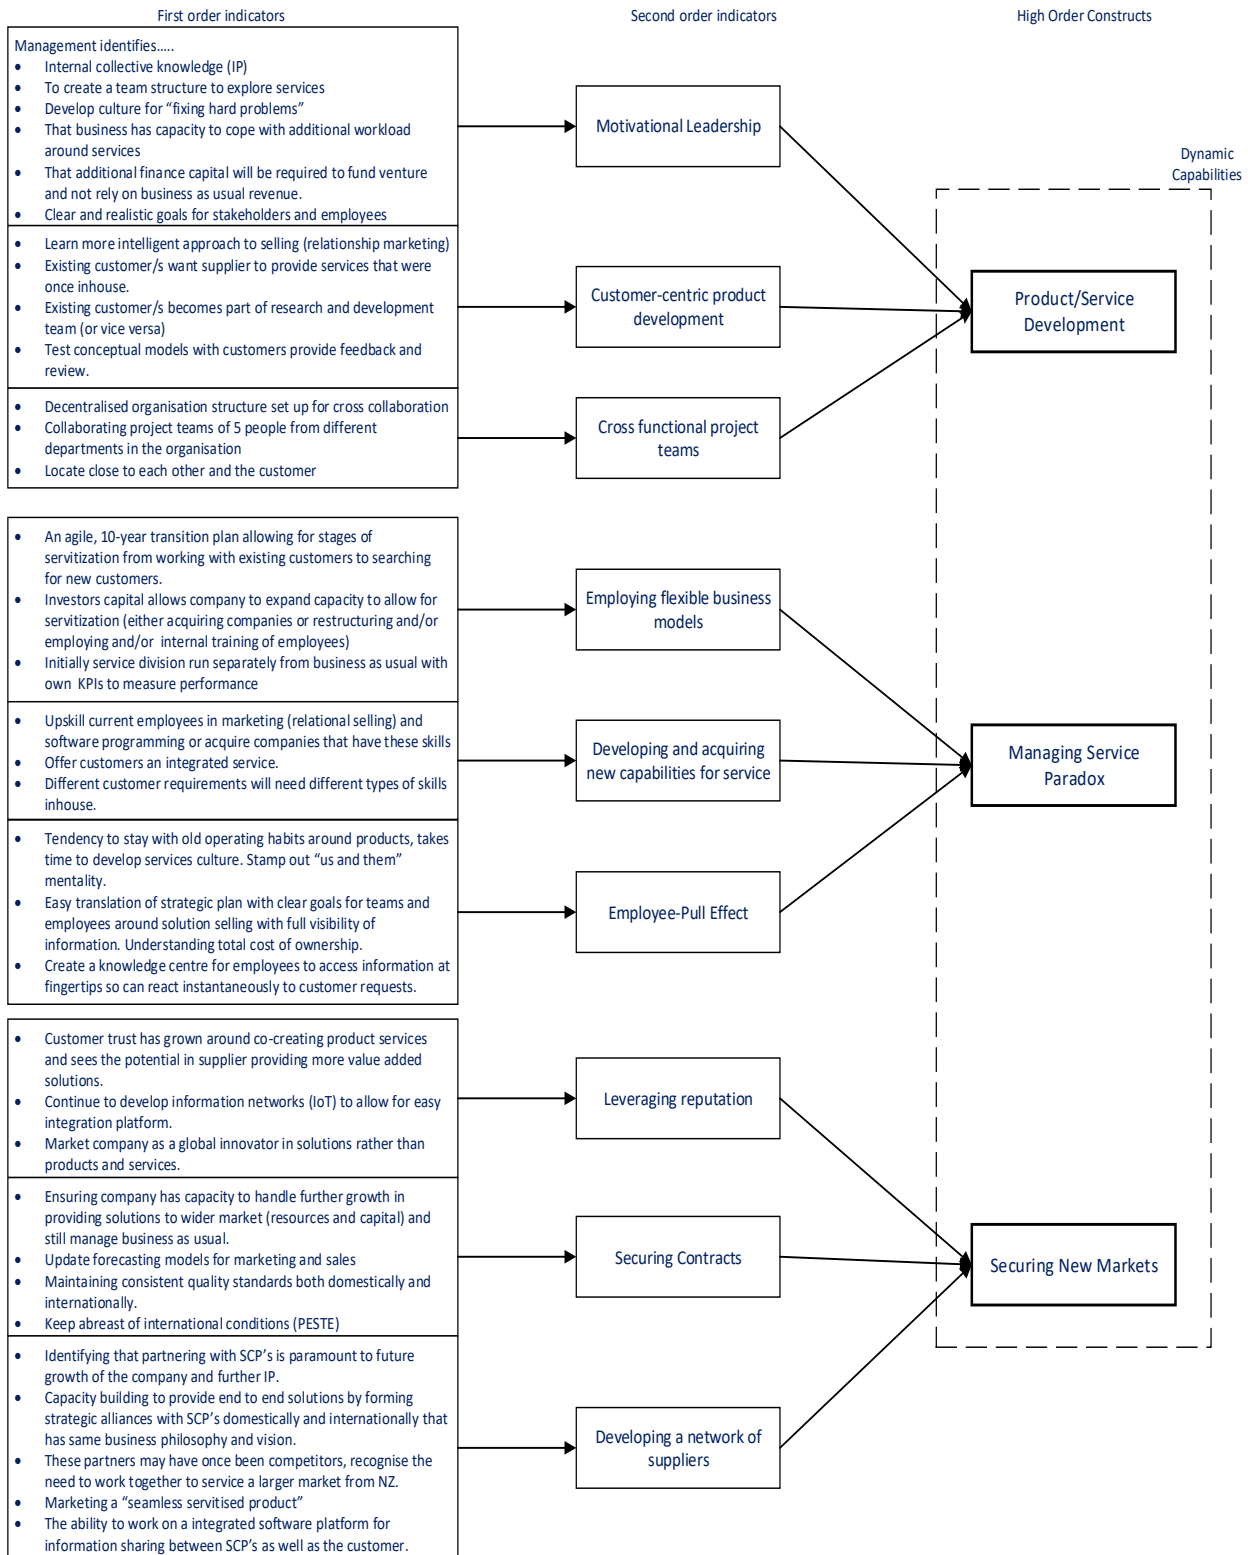 First order indicators
Second order indicators
High Order Constructs
Management identifies.....
• Internal collective knowledge (IP)
• To create a team structure to explore services
• Develop culture for “fixing hard problems”
• That business has capacity to cope with additional workload
around services
• That additional finance capital will be required to fund venture
and not rely on business as usual revenue.
• Clear and realistic goals for stakeholders and employees
Motivational Leadership
Dynamic
Capabilities
• Learn more intelligent approach to selling (relationship marketing)
• Existing customer/s want supplier to provide services that were
once inhouse.
• Existing customer/s becomes part of research and development
team (or vice versa)
• Test conceptual models with customers provide feedback and
review.
Customer-centric product
development
Product/Service
Development
• Decentralised organisation structure set up for cross collaboration
• Collaborating project teams of 5 people from different
departments in the organisation
• Locate close to each other and the customer
Cross functional project
teams
• An agile, 10-year transition plan allowing for stages of
servitization from working with existing customers to searching
for new customers.
• Investors capital allows company to expand capacity to allow for
servitization (either acquiring companies or restructuring and/or
employing and/or internal training of employees)
• Initially service division run separately from business as usual with
own KPIs to measure performance
Employing flexible business
models
• Upskill current employees in marketing (relational selling) and
software programming or acquire companies that have these skills
• Offer customers an integrated service.
• Different customer requirements will need different types of skills
inhouse.
Developing and acquiring
new capabilities for service
Managing Service
Paradox
• Tendency to stay with old operating habits around products, takes
time to develop services culture. Stamp out “us and them”
mentality.
• Easy translation of strategic plan with clear goals for teams and
employees around solution selling with full visibility of
information. Understanding total cost of ownership.
• Create a knowledge centre for employees to access information at
fingertips so can react instantaneously to customer requests.
Employee-Pull Effect
• Customer trust has grown around co-creating product services
and sees the potential in supplier providing more value added
solutions.
• Continue to develop information networks (IoT) to allow for easy
integration platform.
• Market company as a global innovator in solutions rather than
products and services.
Leveraging reputation
• Ensuring company has capacity to handle further growth in
providing solutions to wider market (resources and capital) and
still manage business as usual.
• Update forecasting models for marketing and sales
• Maintaining consistent quality standards both domestically and
internationally.
• Keep abreast of international conditions (PESTE)
Securing Contracts
Securing New Markets
• Identifying that partnering with SCP’s is paramount to future
growth of the company and further IP.
• Capacity building to provide end to end solutions by forming
strategic alliances with SCP’s domestically and internationally that
has same business philosophy and vision.
• These partners may have once been competitors, recognise the
need to work together to service a larger market from NZ.
• Marketing a “seamless servitised product”
• The ability to work on a integrated software platform for
information sharing between SCP’s as well as the customer.
Developing a network of
suppliers